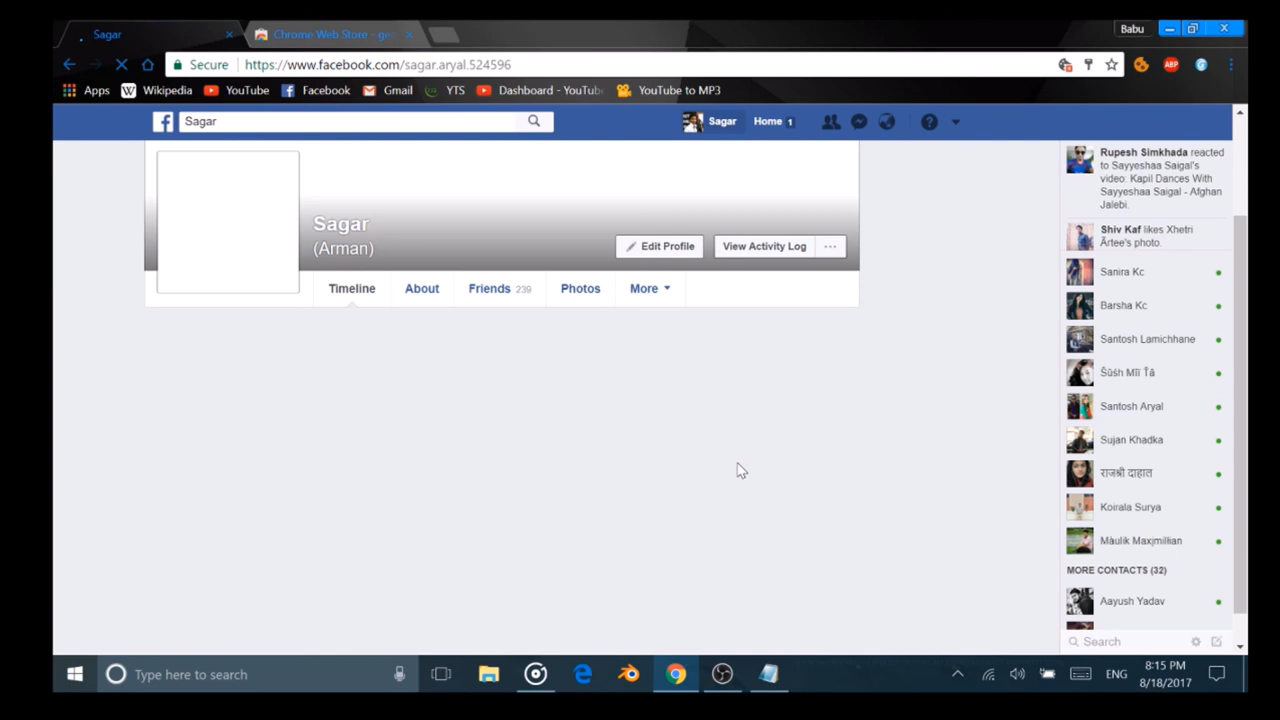 Sagar
Chrome Web Store - ge
Babu
Secure https://www.facebook.com/sagar.aryal.524596
ABP
Apps
Wikipedia
YouTube
Facebook
Gmail
YTS
Dashboard - YouTub
YouTube to MP3
Sagar
Sagar
Home 1
Sagar
(Arman)
Edit Profile
View Activity Log
Timeline
About
Friends 239
Photos
More
Rupesh Simkhada reacted
to Sayyeshaa Saigal's
video: Kapil Dances With
Sayyeshaa Saigal - Afghan
Jalebi.
Shiv Kaf likes Xhetri
Ãrtee's photo.
Sanira Kc
Barsha Kc
Santosh Lamichhane
Santosh Aryal
Sujan Khadka
राजश्री दाहाल
Koirala Surya
MORE CONTACTS (32)
Aayush Yadav
Search
Type here to search
ENG
8:15 PM
8/18/2017